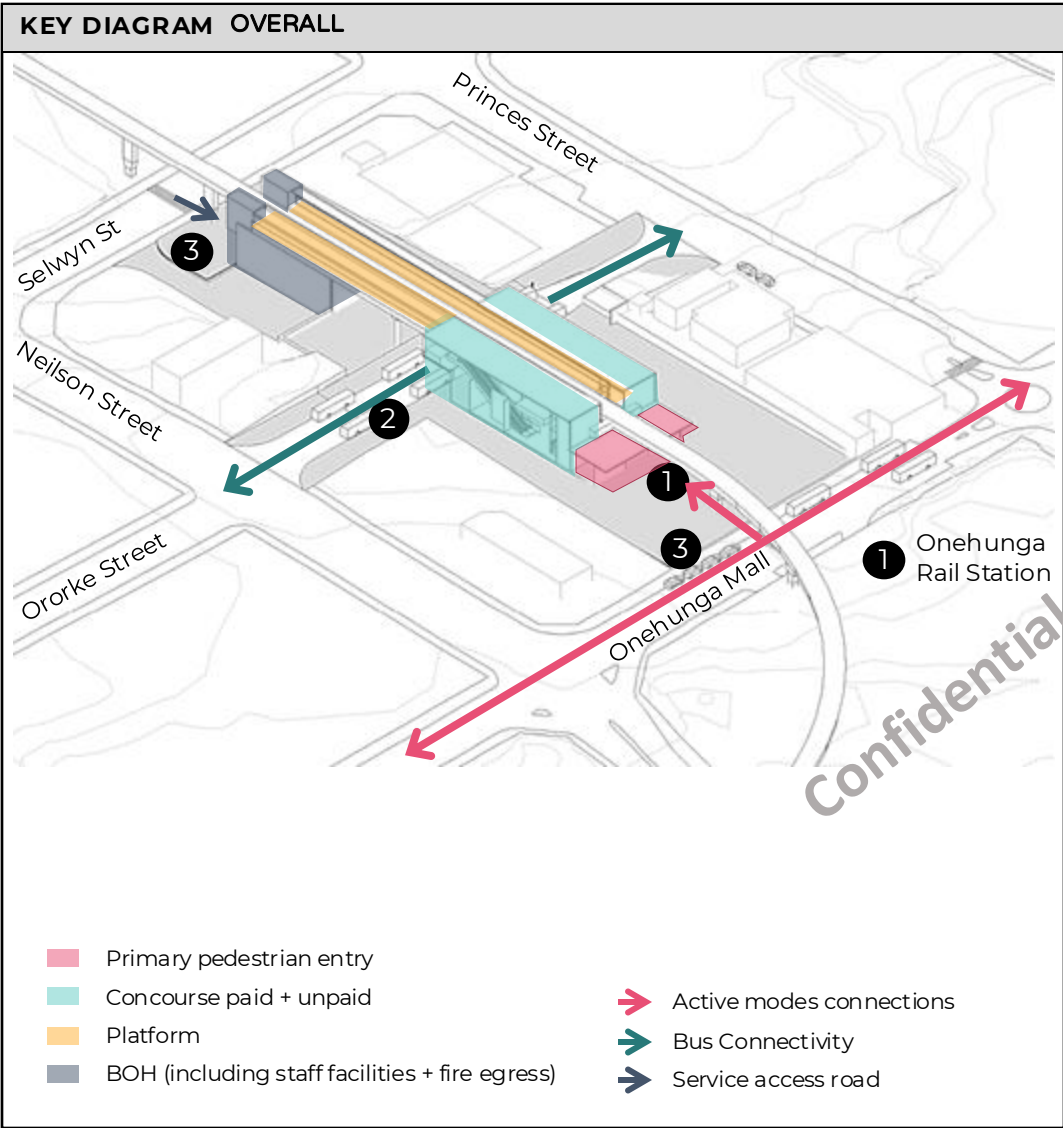 KEY DIAGRAM OVERALL
Princes Street
Selwyn St
3
Neilson Street
2
1
3
Ororke Street
Onehunga Mall
1
Onehunga
Rail Station
Confidential
Primary pedestrian entry
Concourse paid + unpaid
Platform
BOH (including staff facilities + fire egress)
Active modes connections
Bus Connectivity
Service access road